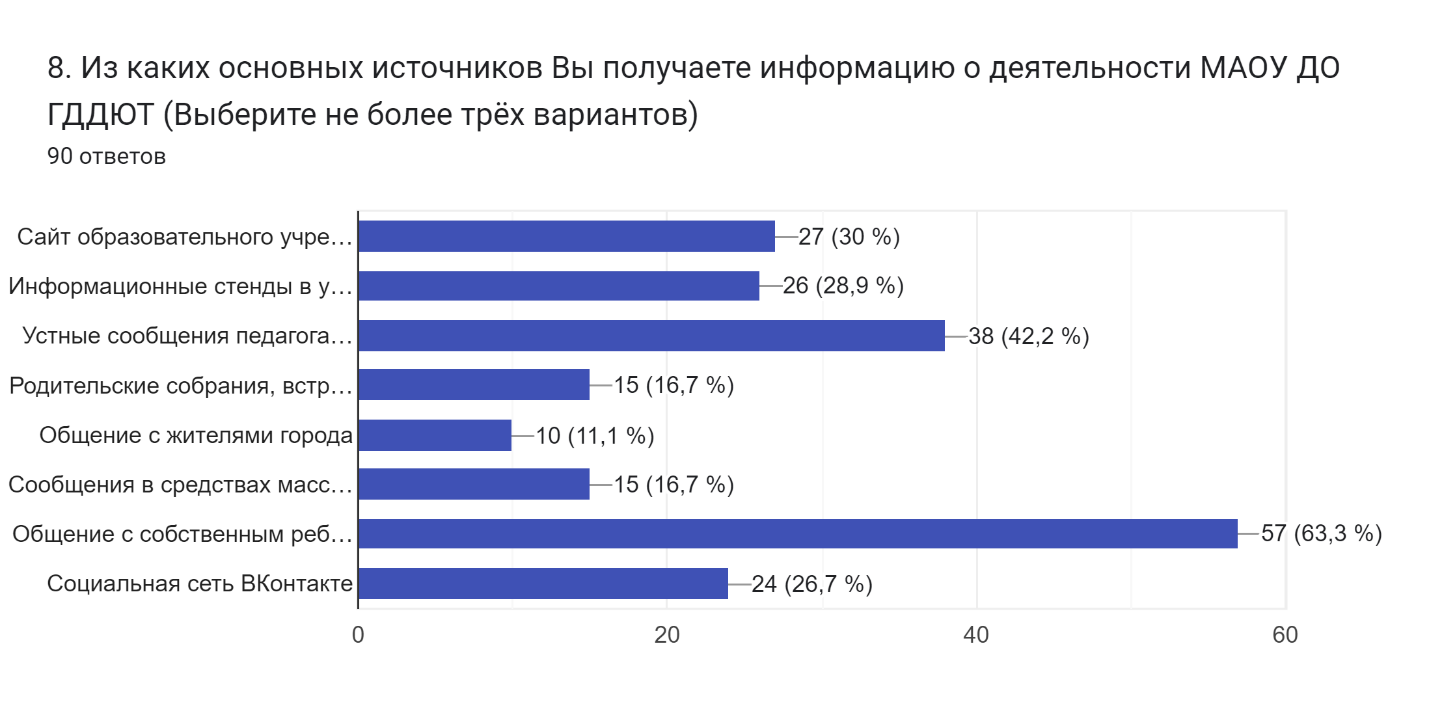 8. Из каких основных источников Вы получаете информацию о деятельности МАОУ ДО
ГДДЮТ (Выберите не более трёх вариантов)
90 ответов
Сайт образовательного учре…
27 (30 %)
Информационные стенды в у…
26 (28,9 %)
Устные сообщения педагога…
38 (42,2 %)
Родительские собрания, встр…
15 (16,7 %)
Общение с жителями города
10 (11,1 %)
Сообщения в средствах масс…
15 (16,7 %)
Общение с собственным реб…
57 (63,3 %)
Социальная сеть ВКонтакте
24 (26,7 %)
0
20
40
60